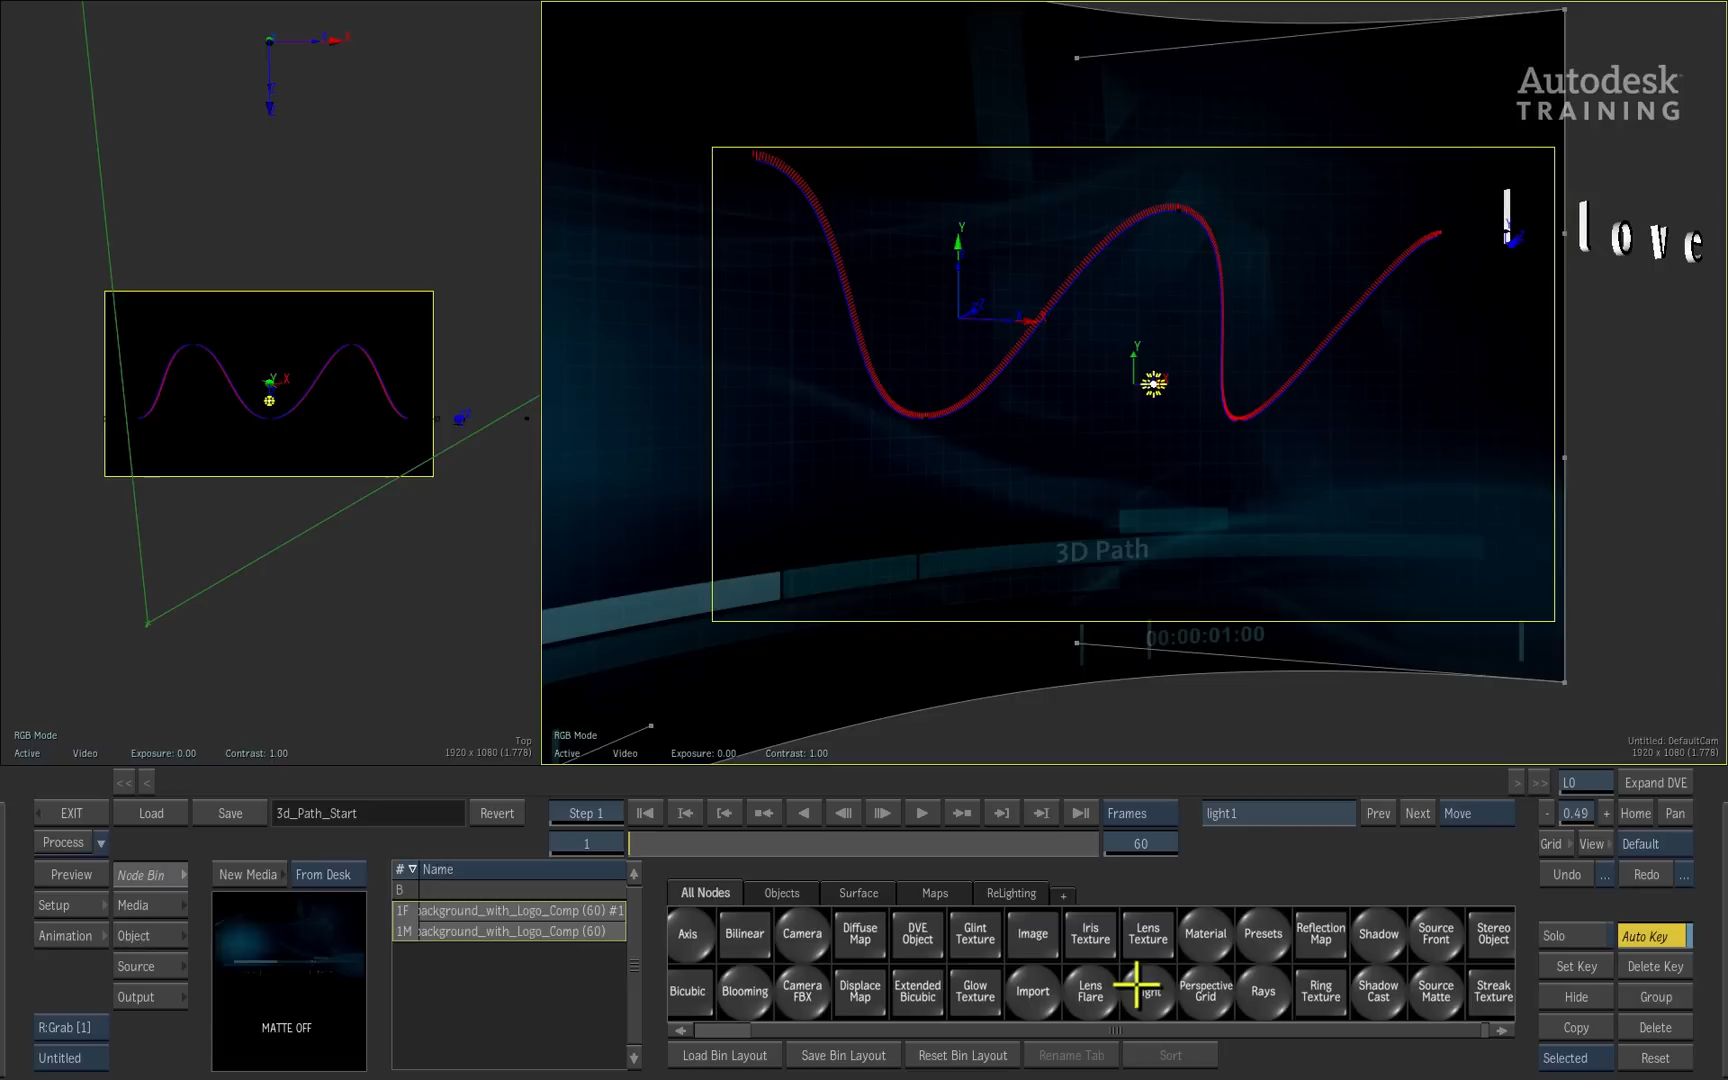 X
Autodesk
TRAINING
l o v e
Y
Y
Y X
3D Path
00:00:01:00
RGB Mode
Active Video Exposure: 0.00 Contrast: 1.00
Top
1920 x 1080 (1.778)
RGB Mode
Active Video Exposure: 0.00 Contrast: 1.00
Untitled: DefaultCam
1920 x 1080 (1.778)
<< < > >> L0 Expand DVE
EXIT Load Save 3d_Path_Start Revert Step 1 Frames light1 Prev Next Move - 0.49 + Home Pan
Process 1 60 Grid View Default
Preview Node Bin New Media From Desk # Name Undo ... Redo ...
B All Nodes Objects Surface Maps ReLighting +
Setup Media 1F background_with_Logo_Comp (60) #1
Animation Object 1M background_with_Logo_Comp (60)
Axis Bilinear Camera Diffuse Map DVE Object Glint Texture Image Iris Texture Lens Texture Material Presets Reflection Map Shadow Source Front Stereo Object
Solo Auto Key
Source Set Key Delete Key
Bicubic Blooming Camera FBX Displace Map Extended Bicubic Glow Texture Import Lens Flare Light Perspective Grid Rays Ring Texture Shadow Cast Source Matte Streak Texture
Output Hide Group
R:Grab [1] MATTE OFF Copy Delete
Untitled Load Bin Layout Save Bin Layout Reset Bin Layout Rename Tab Sort Selected Reset